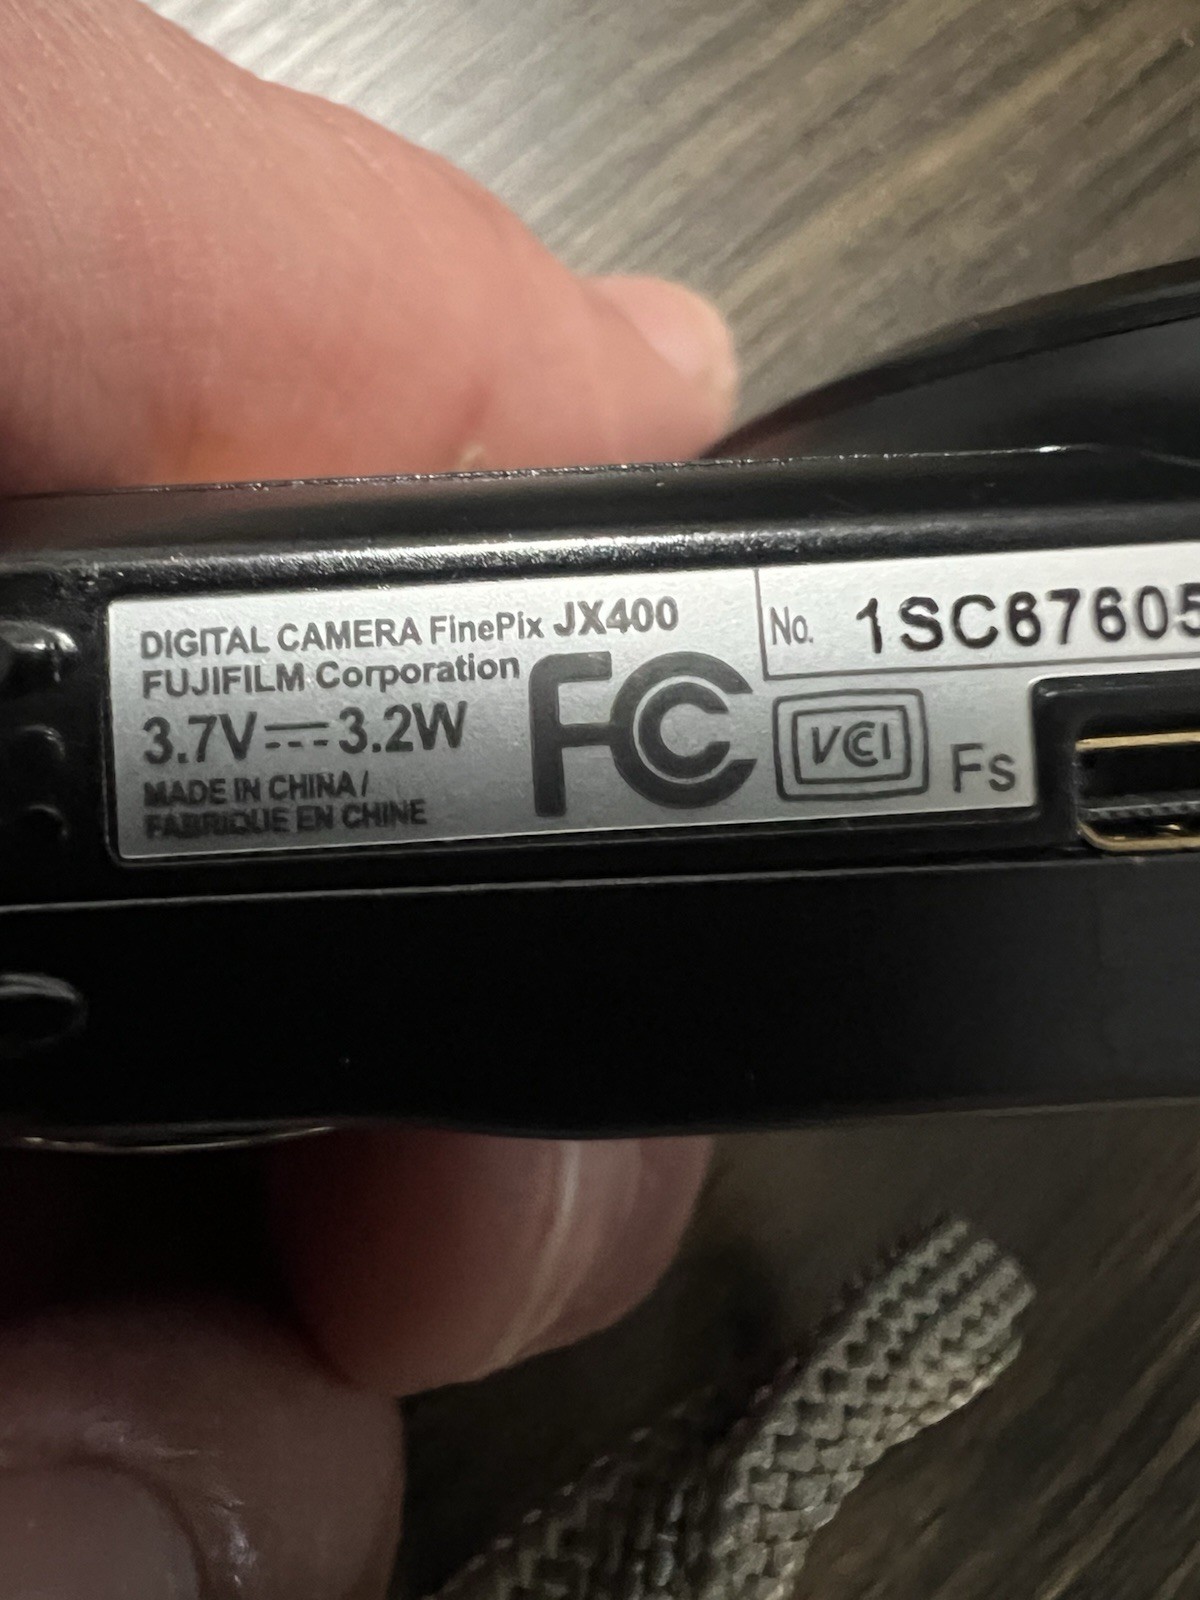 DIGITAL CAMERA FinePix JX400
FUJIFILM Corporation
3.7V⎓3.2W
MADE IN CHINA /
FABRIQUE EN CHINE
FC
No. 1SC67605
VCCI
Fs